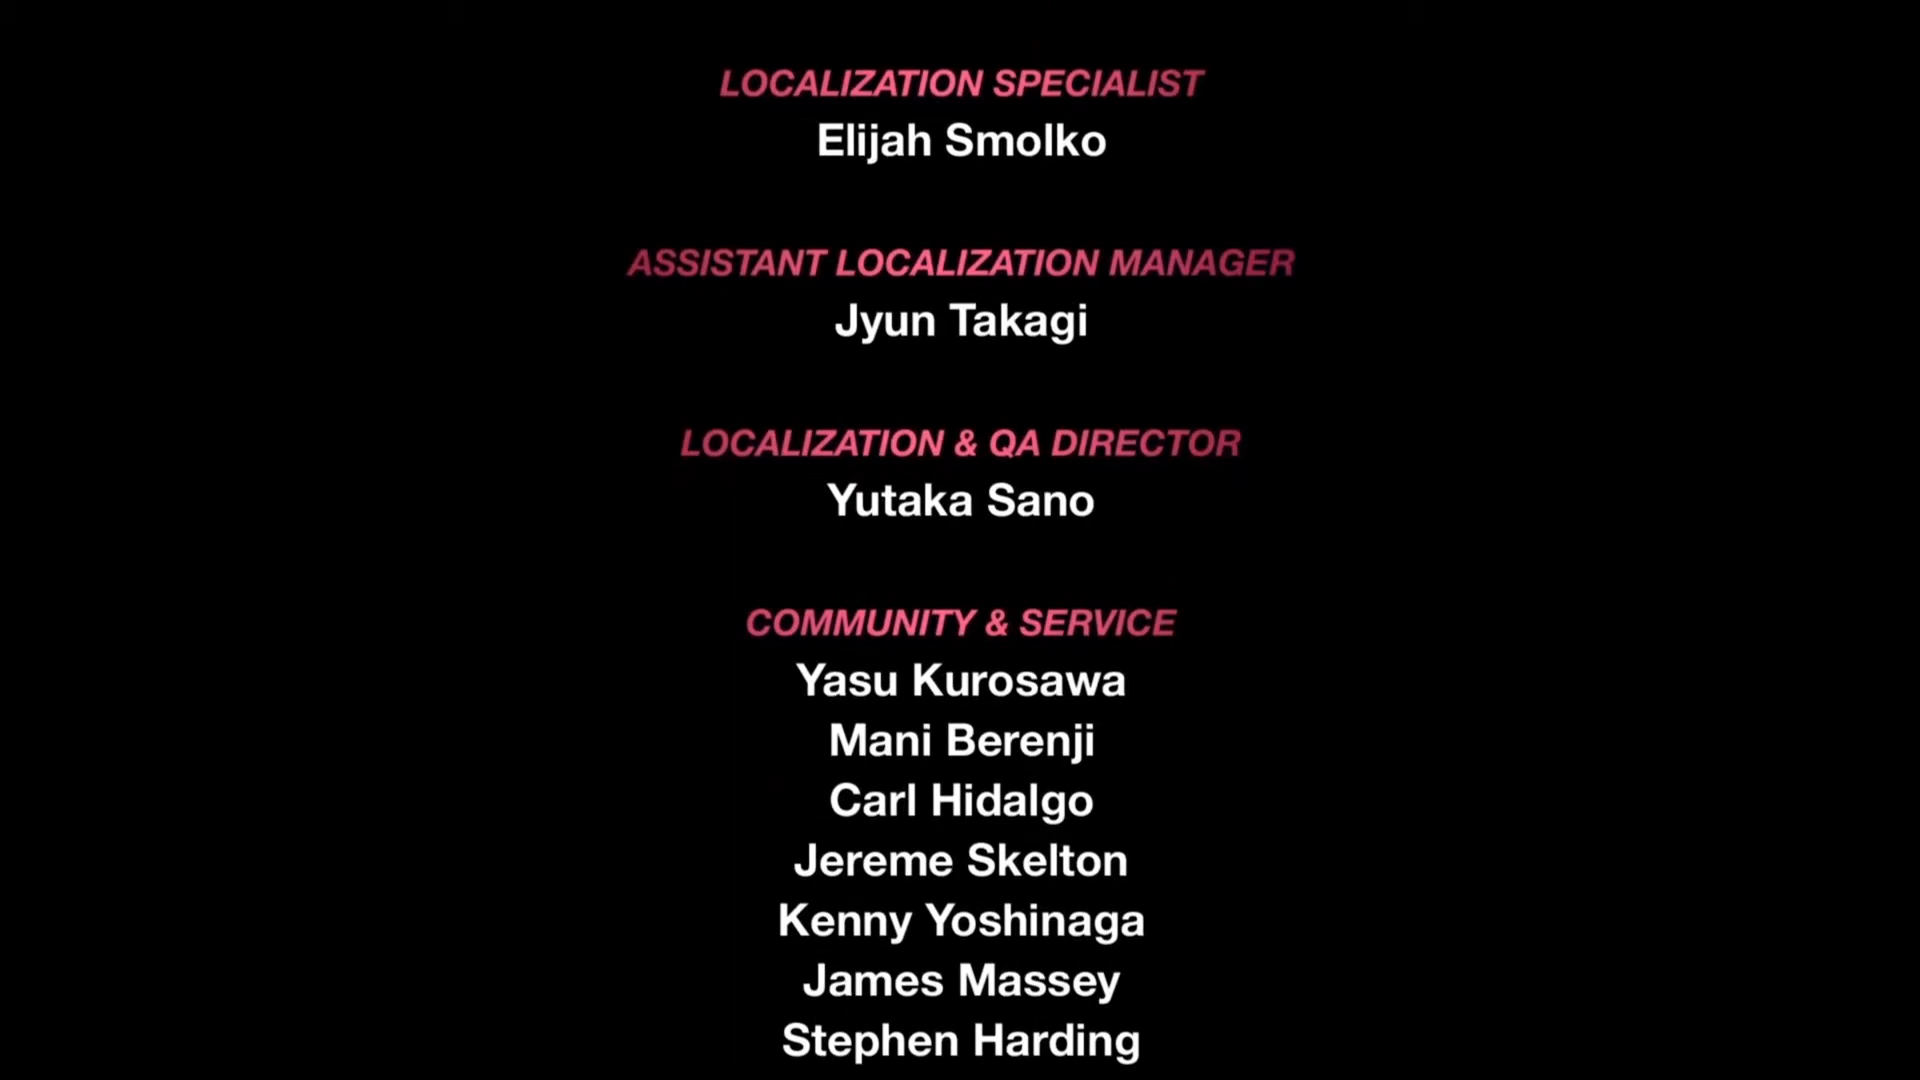 LOCALIZATION SPECIALIST
Elijah Smolko
ASSISTANT LOCALIZATION MANAGER
Jyun Takagi
LOCALIZATION & QA DIRECTOR
Yutaka Sano
COMMUNITY & SERVICE
Yasu Kurosawa
Mani Berenji
Carl Hidalgo
Jereme Skelton
Kenny Yoshinaga
James Massey
Stephen Harding